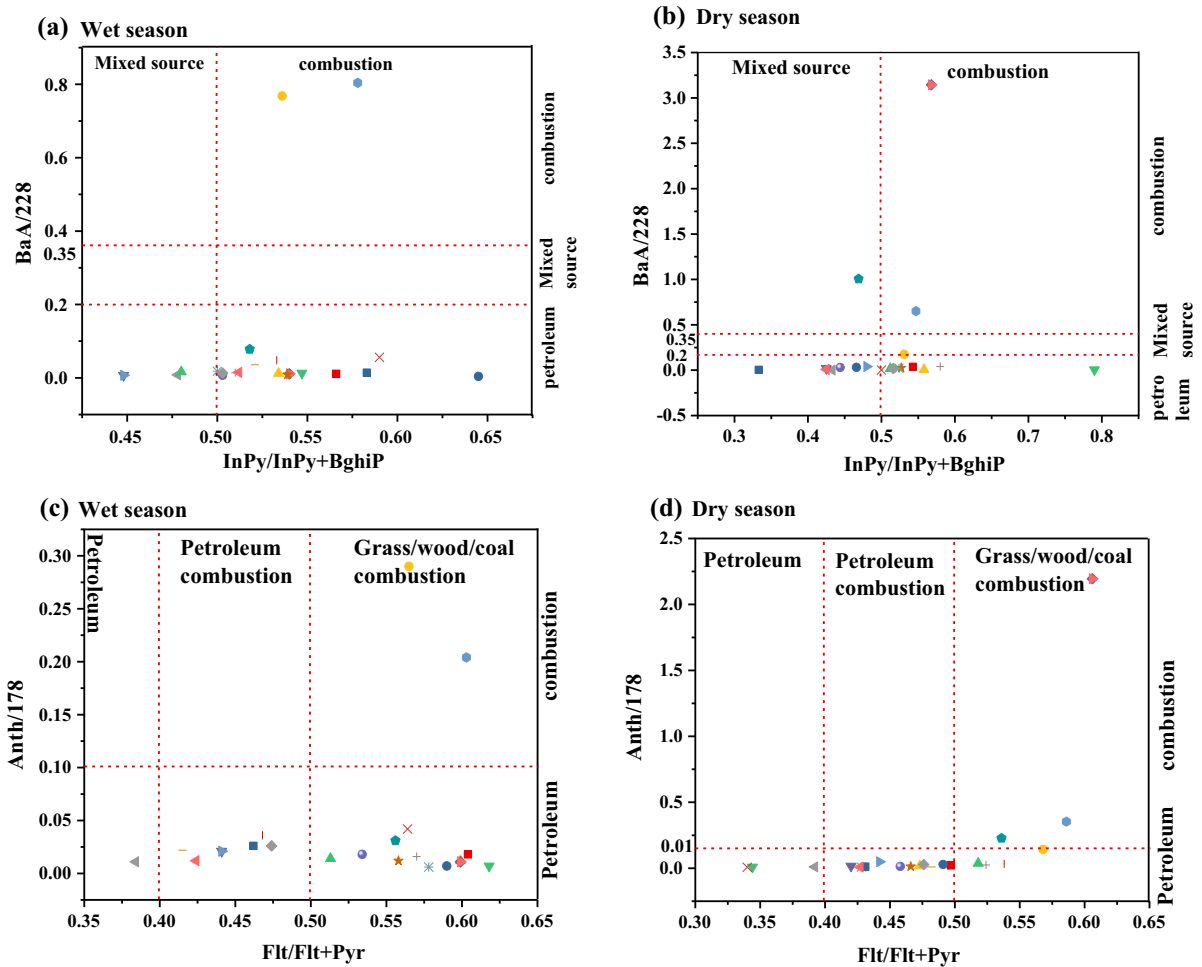 (a) Wet season
Mixed source
combustion
0.8
0.6
0.4
0.35
0.2
0.0
BaA/228
combustion
Mixed
source
petroleum
0.45
0.50
0.55
0.60
0.65
InPy/InPy+BghiP
(b) Dry season
Mixed source
combustion
3.5
3.0
2.5
2.0
1.5
1.0
0.5
0.35
0.2
0.0
-0.5
BaA/228
combustion
Mixed
source
petro
leum
0.3
0.4
0.5
0.6
0.7
0.8
InPy/InPy+BghiP
(c) Wet season
Petroleum
Petroleum
combustion
Grass/wood/coal
combustion
0.30
0.25
0.20
0.15
0.10
0.05
0.00
Anth/178
combustion
Petroleum
0.35
0.40
0.45
0.50
0.55
0.60
0.65
Flt/Flt+Pyr
(d) Dry season
Petroleum
Petroleum
combustion
Grass/wood/coal
combustion
2.5
2.0
1.5
1.0
0.5
0.01
0.0
Anth/178
combustion
Petroleum
0.30
0.35
0.40
0.45
0.50
0.55
0.60
0.65
Flt/Flt+Pyr